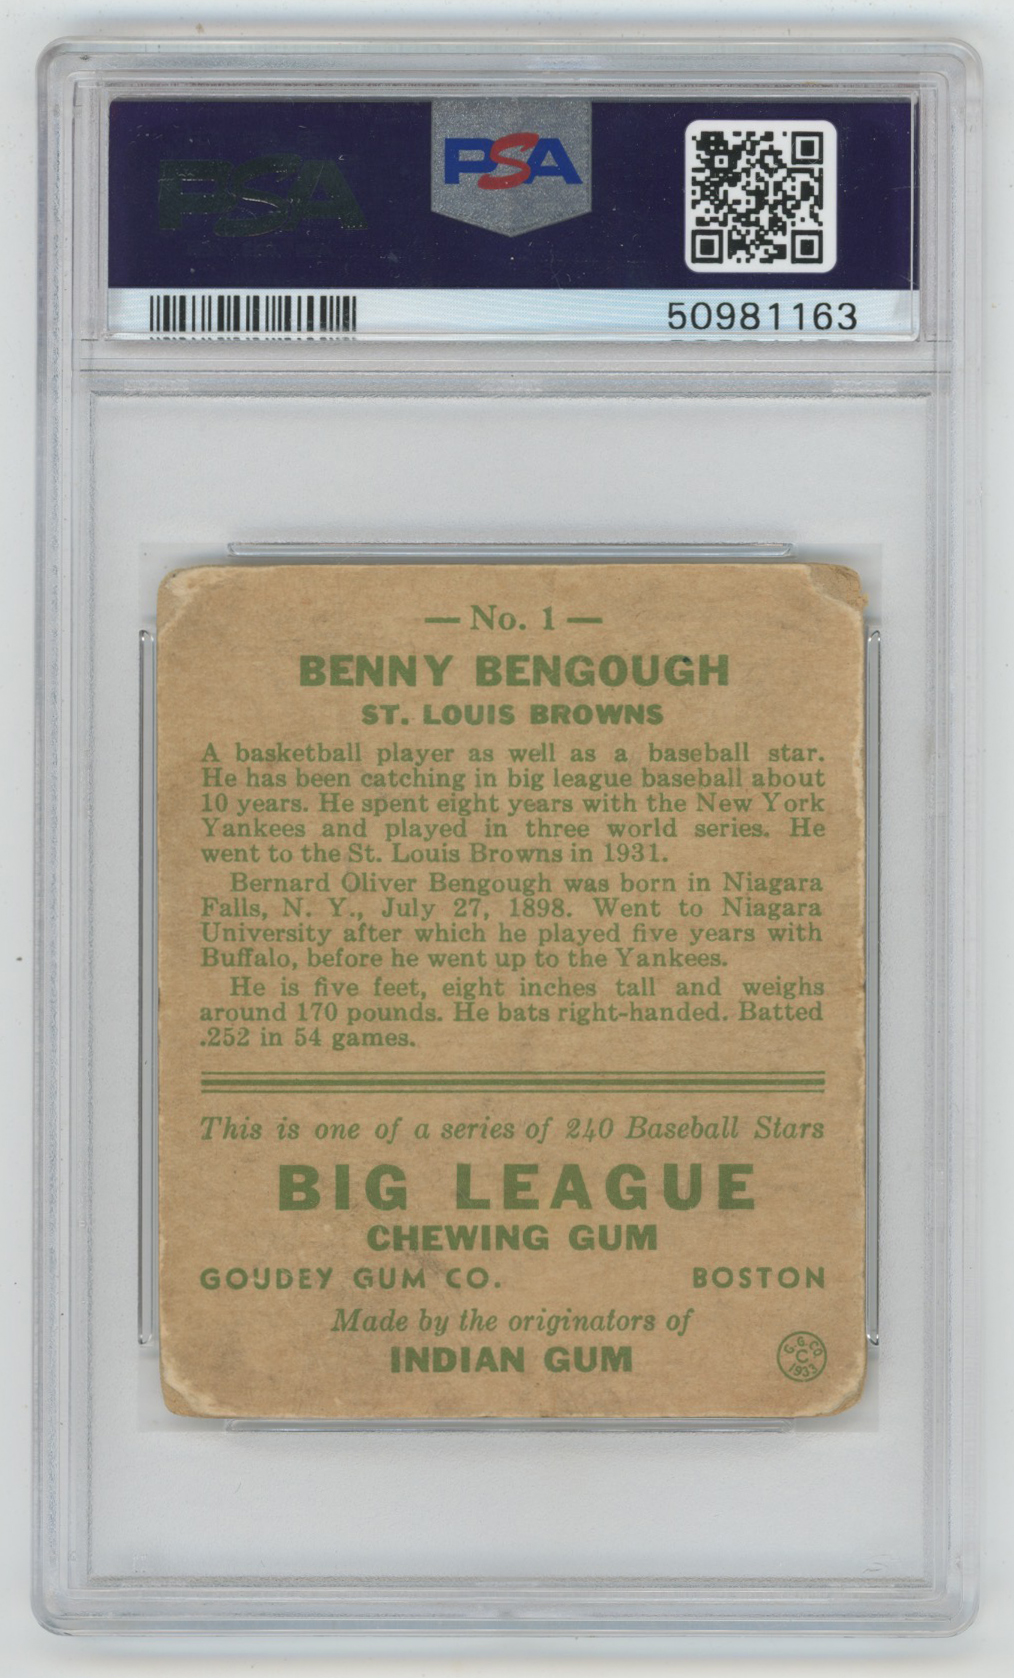 PSA
PSA
50981163
— No. 1 —
BENNY BENGOUGH
ST. LOUIS BROWNS
A basketball player as well as a baseball star.
He has been catching in big league baseball about
10 years. He spent eight years with the New York
Yankees and played in three world series. He
went to the St. Louis Browns in 1931.
Bernard Oliver Bengough was born in Niagara
Falls, N. Y., July 27, 1898. Went to Niagara
University after which he played five years with
Buffalo, before he went up to the Yankees.
He is five feet, eight inches tall and weighs
around 170 pounds. He bats right-handed. Batted
.252 in 54 games.
This is one of a series of 240 Baseball Stars
BIG LEAGUE
CHEWING GUM
GOUDEY GUM CO. BOSTON
Made by the originators of
INDIAN GUM
G.G.CO.
C
1933